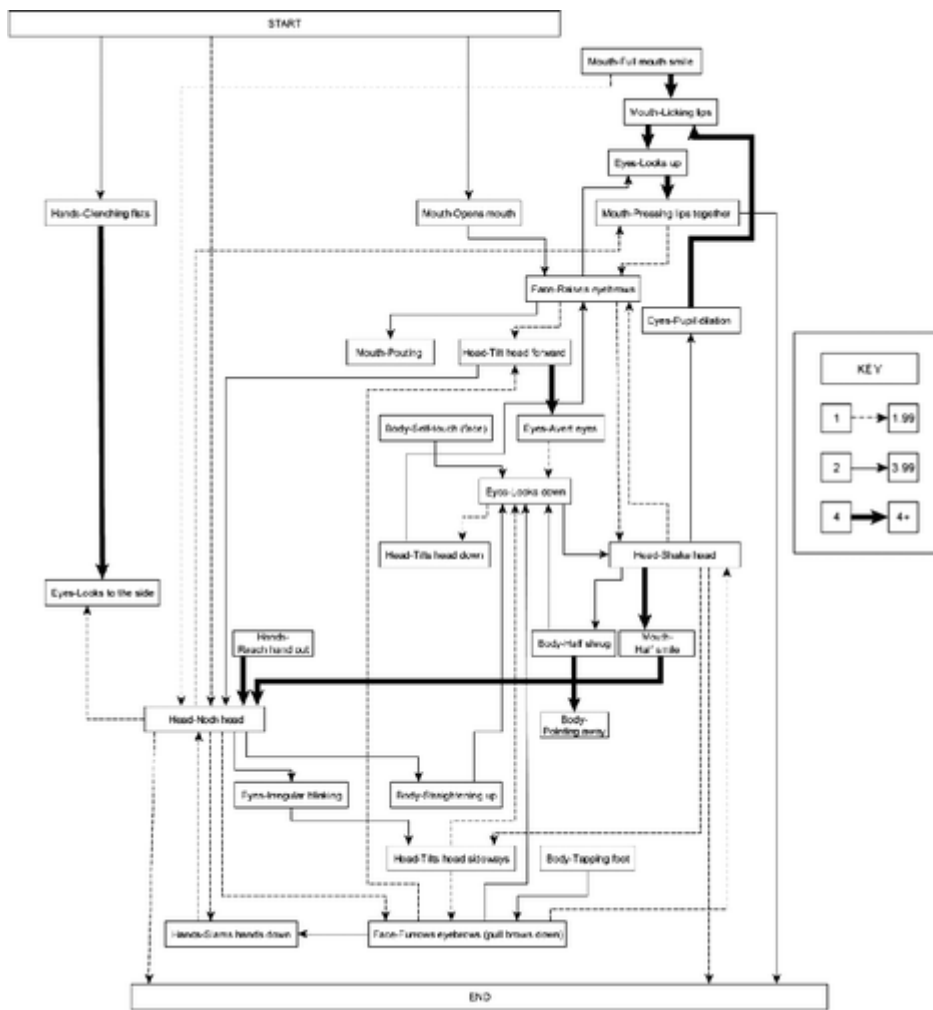 START
Mouth-Full mouth smile
Mouth-Licking lips
Eyes-Looks up
Hands-Clenching fists
Mouth-Opens mouth
Mouth-Pressing lips together
Face-Raises eyebrows
Eyes-Pupil dilation
Mouth-Pouting
Head-Tilt head forward
KEY
1
1.99
2
3.99
4
4+
Body-Self-touch (face)
Eyes-Avert eyes
Eyes-Looks down
Head-Tilts head down
Head-Shake head
Eyes-Looks to the side
Hands-
Reach hand out
Body-Half shrug
Mouth-
Half smile
Head-Nods head
Body-
Pointing away
Eyes-Irregular blinking
Body-Straightening up
Head-Tilts head sideways
Body-Tapping foot
Hands-Slams hands down
Face-Furrows eyebrows (pull brows down)
END